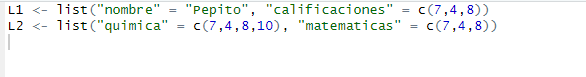 L1 <- list("nombre" = "Pepito", "calificaciones" = c(7,4,8))
L2 <- list("quimica" = c(7,4,8,10), "matematicas" = c(7,4,8))